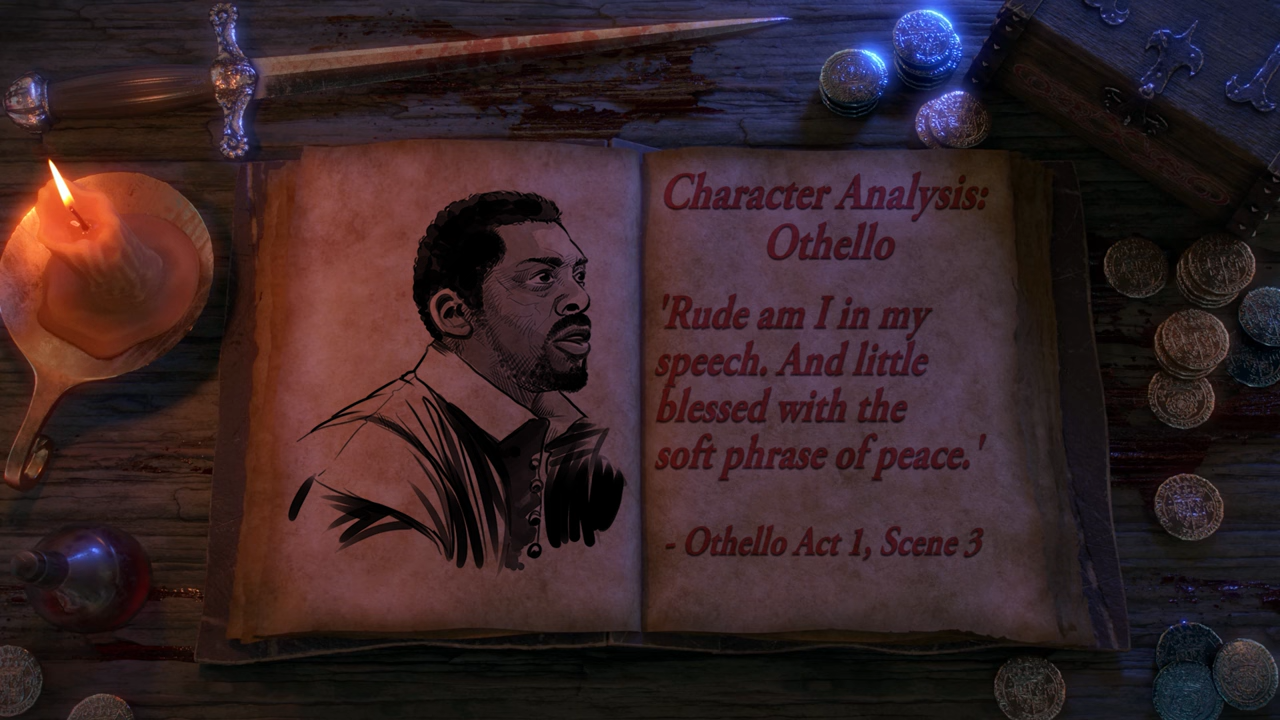 Character Analysis:
Othello
'Rude am I in my
speech. And little
blessed with the
soft phrase of peace.'
- Othello Act 1, Scene 3